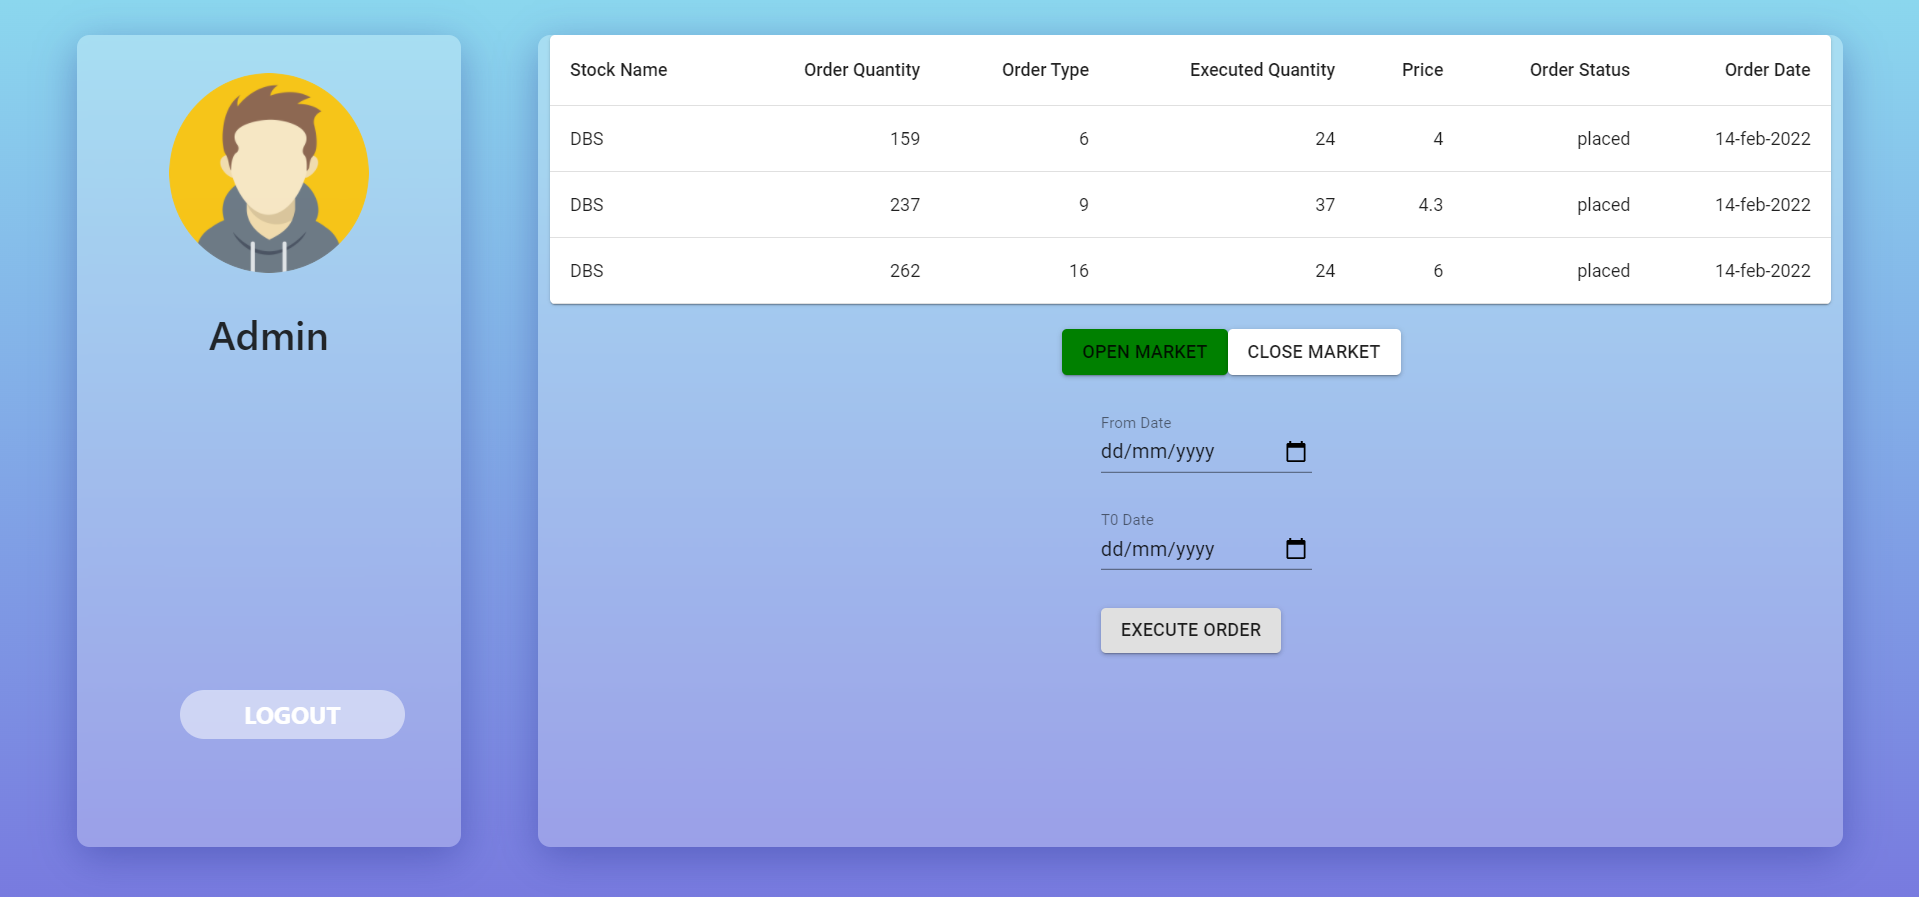 Admin
LOGOUT
Stock Name Order Quantity Order Type Executed Quantity Price Order Status Order Date
DBS 159 6 24 4 placed 14-feb-2022
DBS 237 9 37 4.3 placed 14-feb-2022
DBS 262 16 24 6 placed 14-feb-2022
OPEN MARKET CLOSE MARKET
From Date
dd/mm/yyyy
T0 Date
dd/mm/yyyy
EXECUTE ORDER